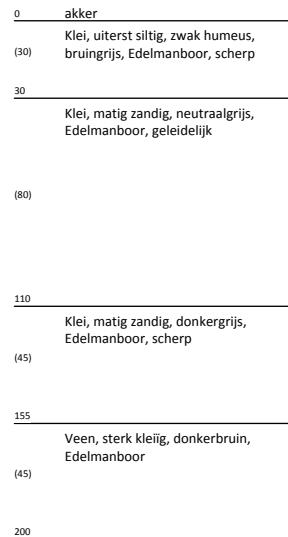 0 akker
Klei, uiterst siltig, zwak humeus,
(30) bruingrijs, Edelmanboor, scherp
30
Klei, matig zandig, neutraalgrijs,
Edelmanboor, geleidelijk
(80)
110
Klei, matig zandig, donkergrijs,
Edelmanboor, scherp
(45)
155
Veen, sterk kleiïg, donkerbruin,
Edelmanboor
(45)
200